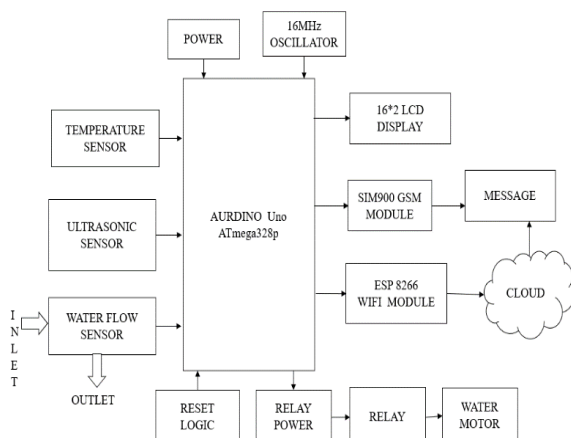 POWER
16MHz
OSCILLATOR
TEMPERATURE
SENSOR
16*2 LCD
DISPLAY
AURDINO Uno
ATmega328p
SIM900 GSM
MODULE
MESSAGE
ULTRASONIC
SENSOR
ESP 8266
WIFI MODULE
CLOUD
INLET
WATER FLOW
SENSOR
OUTLET
RESET
LOGIC
RELAY
POWER
RELAY
WATER
MOTOR